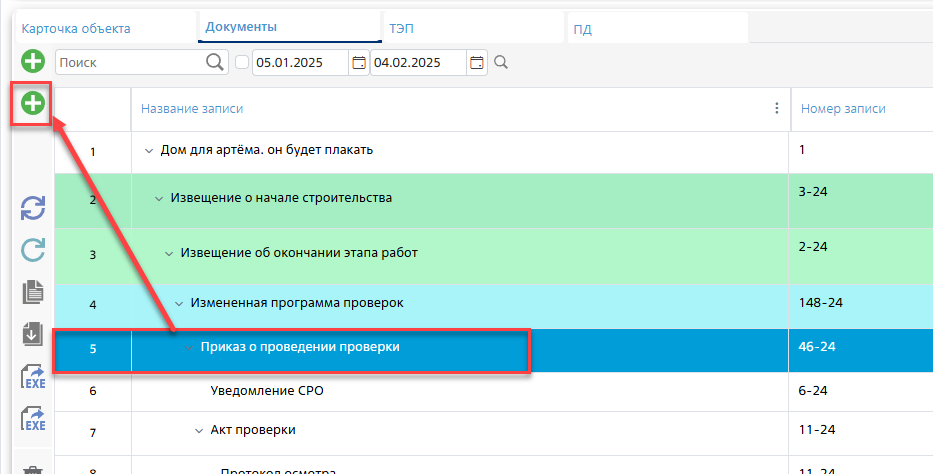 Карточка объекта Документы ТЭП ПД
Поиск 05.01.2025 04.02.2025
Название записи Номер записи
1 Дом для артёма. он будет плакать 1
2 Извещение о начале строительства 3-24
3 Извещение об окончании этапа работ 2-24
4 Измененная программа проверок 148-24
5 Приказ о проведении проверки 46-24
6 Уведомление СРО 6-24
EXE
7 Акт проверки 11-24
EXE
8 Протокол осмотра 11-24